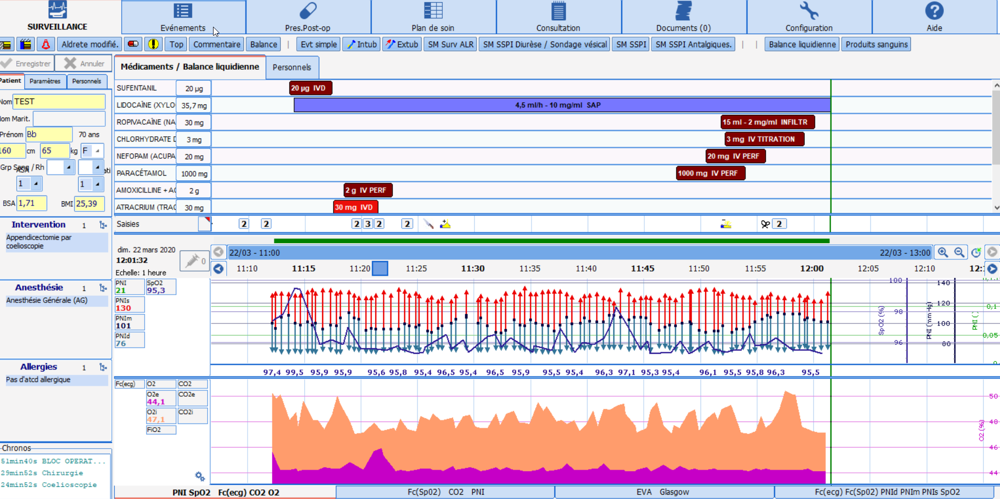 SURVEILLANCE
Evénements
Pres.Post-op
Plan de soin
Consultation
Documents (0)
Configuration
Aide
Aldrete modifié.
Top
Commentaire
Balance
Evt simple
Intub
Extub
SM Surv ALR
SM SSPI Diurèse / Sondage vésical
SM SSPI
SM SSPI Antalgiques.
Balance liquidienne
Produits sanguins
Enregistrer
Annuler
Patient
Paramètres
Personnels
Nom TEST
Nom Marit.
Prénom Bb 70 ans
160 cm 65 kg F
Grp Sang / Rh
ASA
1 1
BSA 1,71 BMI 25,39
Intervention 1
Appendicectomie par
coelioscopie
Anesthésie 1
Anesthésie Générale (AG)
Allergies 1
Pas d'atcd allergique
Chronos
51min40s BLOC OPERAT...
29min52s Chirurgie
24min52s Coelioscopie
Médicaments / Balance liquidienne
Personnels
SUFENTANIL 20 µg 20 µg IVD
LIDOCAÏNE (XYLO 35,7 mg 4,5 ml/h - 10 mg/ml SAP
ROPIVACAÏNE (NA 30 mg 15 ml - 2 mg/ml INFILTR
CHLORHYDRATE D 3 mg 3 mg IV TITRATION
NEFOPAM (ACUPA 20 mg 20 mg IV PERF
PARACÉTAMOL 1000 mg 1000 mg IV PERF
AMOXICILLINE + AC 2 g 2 g IV PERF
ATRACRIUM (TRAC 30 mg 30 mg IVD
Saisies 2 2 2 3 2 2 2
dim. 22 mars 2020
12:01:32
Echelle: 1 heure
0
22/03 - 11:00 22/03 - 13:00
11:10 11:15 11:20 11:25 11:30 11:35 11:40 11:45 11:50 11:55 12:00 12:05 12:10 12:
PNI
21
SpO2
95,3
PNIs
130
PNIm
101
PNId
76
100
98
96
SpO2 (%)
140
120
100
80
PNI (mmHg)
0,1
0,05
0
PNI ( )
97,4 99,5 95,9 95,9 95,6 95,8 95,4 96,5 95,4 96,5 95,9 95,5 95,4 96,3 97,1 95,3 95,4 96,1 95,5 95,8 96,3 95,5
Fc(ecg) O2 CO2
O2e
44,1
CO2e
O2i
47,1
CO2i
FiO2
50
48
46
44
O2 (%)
PNI SpO2 Fc(ecg) CO2 O2
Fc(Sp02) CO2 PNI
EVA Glasgow
Fc(ecg) Fc(Sp02) PNId PNIm PNIs SpO2